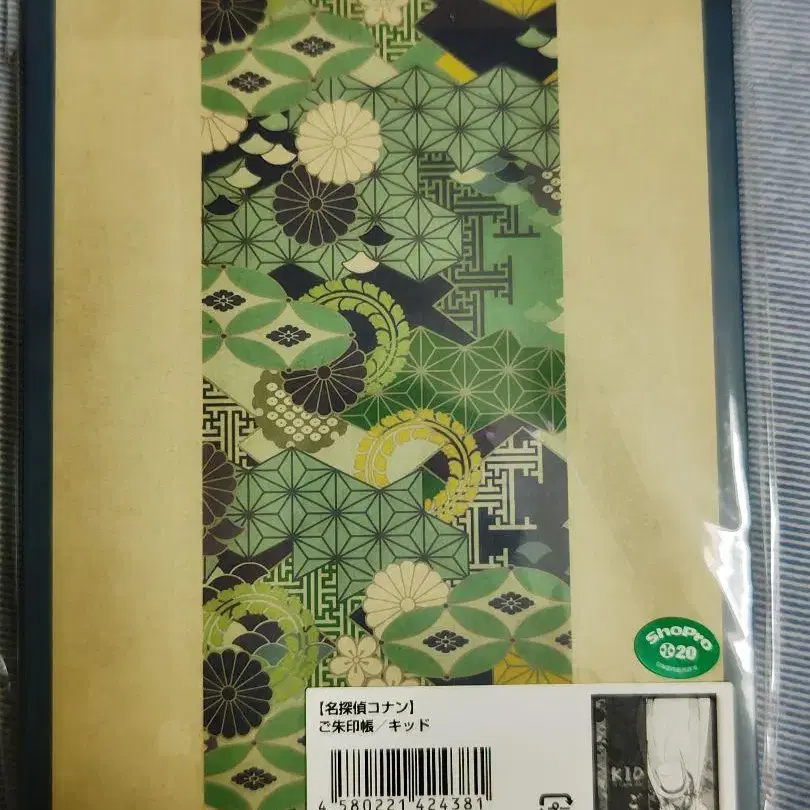 ShoPro
20
【名探偵コナン】
ご朱印帳／キッド
KID
ご
4 580221 424381